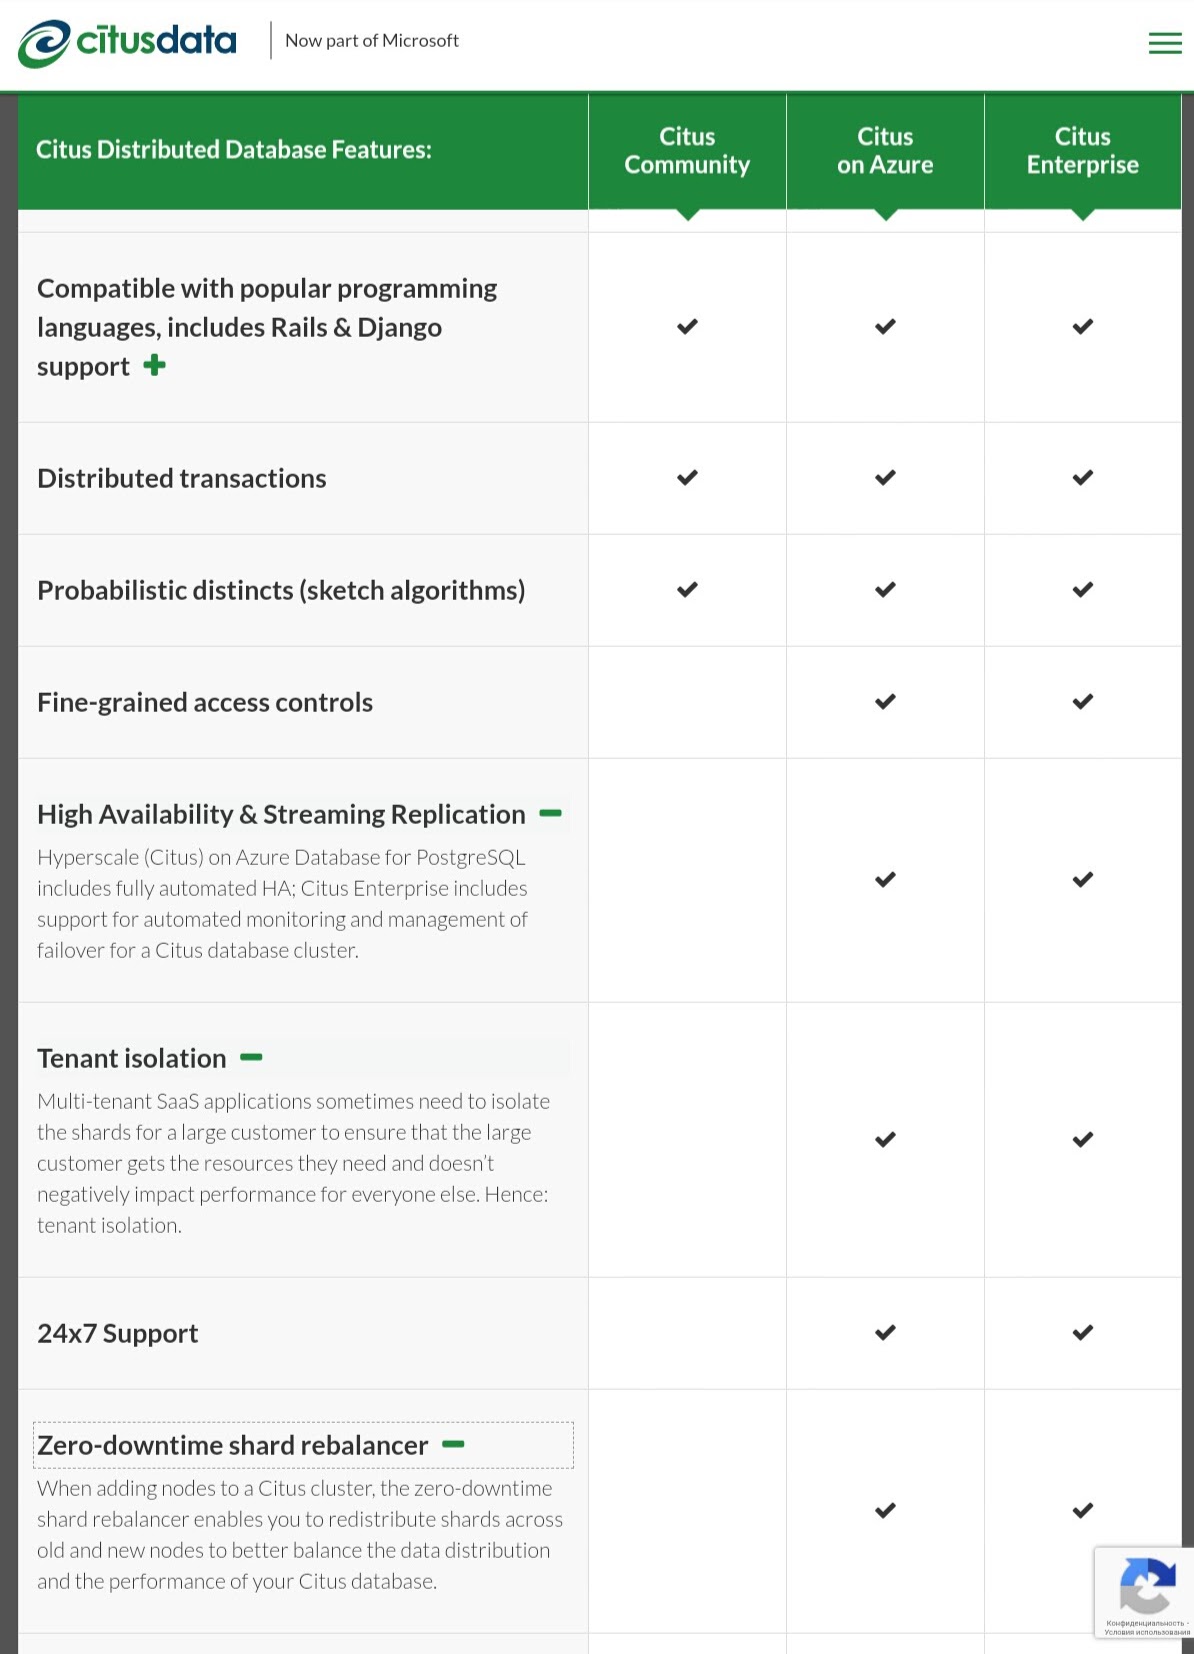 citusdata
Now part of Microsoft
Citus Distributed Database Features:
Citus
Community
Citus
on Azure
Citus
Enterprise
Compatible with popular programming
languages, includes Rails & Django
support
Distributed transactions
Probabilistic distincts (sketch algorithms)
Fine-grained access controls
High Availability & Streaming Replication
Hyperscale (Citus) on Azure Database for PostgreSQL
includes fully automated HA; Citus Enterprise includes
support for automated monitoring and management of
failover for a Citus database cluster.
Tenant isolation
Multi-tenant SaaS applications sometimes need to isolate
the shards for a large customer to ensure that the large
customer gets the resources they need and doesn’t
negatively impact performance for everyone else. Hence:
tenant isolation.
24x7 Support
Zero-downtime shard rebalancer
When adding nodes to a Citus cluster, the zero-downtime
shard rebalancer enables you to redistribute shards across
old and new nodes to better balance the data distribution
and the performance of your Citus database.
Конфиденциальность -
Условия использования